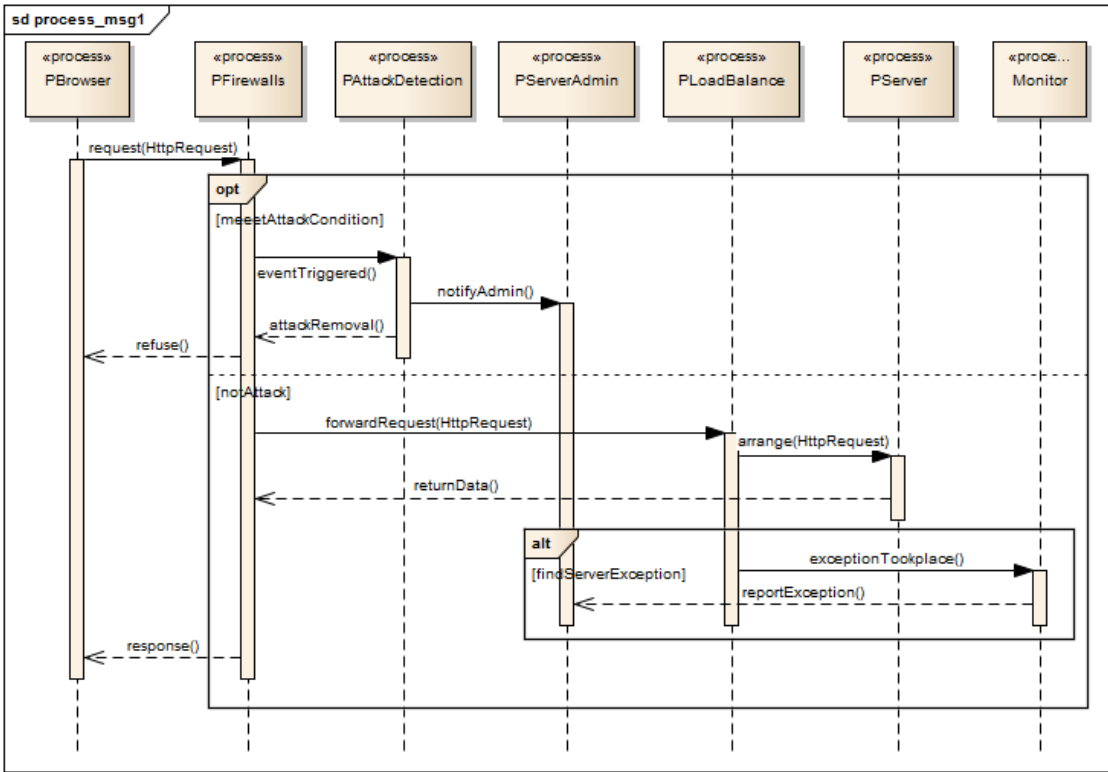 sd process_msg1
«process»
PBrowser
«process»
PFirewalls
«process»
PAttackDetection
«process»
PServerAdmin
«process»
PLoadBalance
«process»
PServer
«proce...
Monitor
request(HttpRequest)
opt
[meeetAttackCondition]
eventTriggered()
notifyAdmin()
attackRemoval()
refuse()
[notAttack]
forwardRequest(HttpRequest)
arrange(HttpRequest)
returnData()
alt
[findServerException]
exceptionTookplace()
reportException()
response()